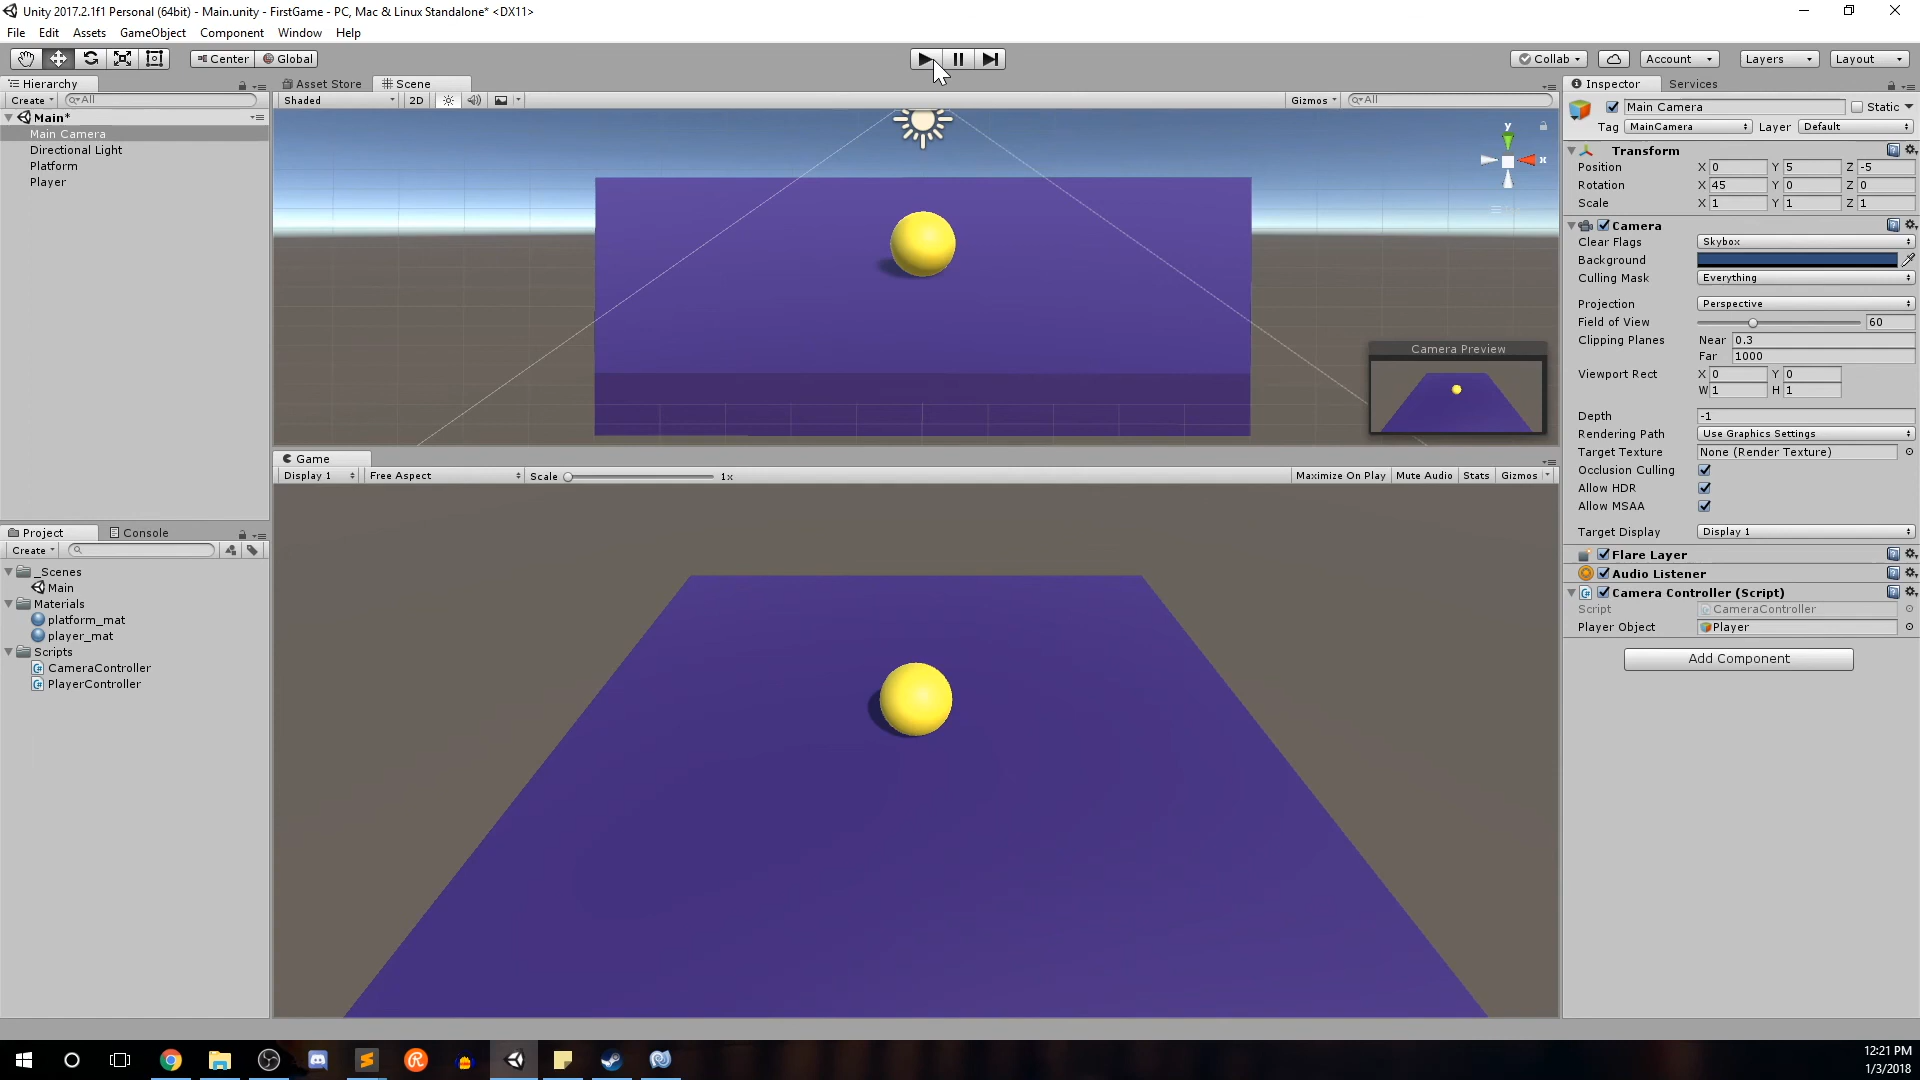 Unity 2017.2.1f1 Personal (64bit) - Main.unity - FirstGame - PC, Mac & Linux Standalone* <DX11>
File Edit Assets GameObject Component Window Help
Center Global Collab Account Layers Layout
Hierarchy
Create All
Main*
Main Camera
Directional Light
Platform
Player
Asset Store Scene
Shaded 2D Gizmos All
y
x
Camera Preview
Game
Display 1 Free Aspect Scale 1x Maximize On Play Mute Audio Stats Gizmos
Project Console
Create
_Scenes
Main
Materials
platform_mat
player_mat
Scripts
CameraController
PlayerController
Inspector Services
Main Camera Static
Tag MainCamera Layer Default
Transform
Position X 0 Y 5 Z -5
Rotation X 45 Y 0 Z 0
Scale X 1 Y 1 Z 1
Camera
Clear Flags Skybox
Background
Culling Mask Everything
Projection Perspective
Field of View 60
Clipping Planes Near 0.3
Far 1000
Viewport Rect X 0 Y 0
W 1 H 1
Depth -1
Rendering Path Use Graphics Settings
Target Texture None (Render Texture)
Occlusion Culling
Allow HDR
Allow MSAA
Target Display Display 1
Flare Layer
Audio Listener
Camera Controller (Script)
Script CameraController
Player Object Player
Add Component
12:21 PM
1/3/2018